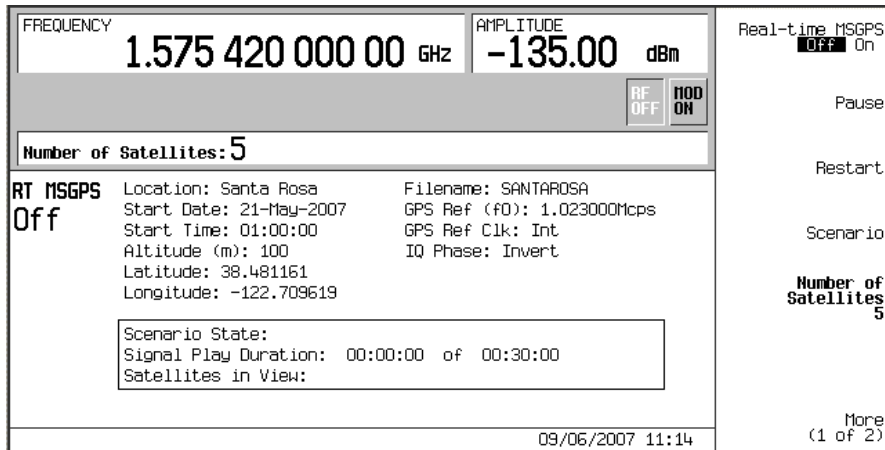 FREQUENCY
1.575 420 000 00 GHz
AMPLITUDE
-135.00 dBm
RF OFF
MOD ON
Number of Satellites:5
RT MSGPS
Off
Location: Santa Rosa
Start Date: 21-May-2007
Start Time: 01:00:00
Altitude (m): 100
Latitude: 38.481161
Longitude: -122.709619
Filename: SANTAROSA
GPS Ref (f0): 1.023000Mcps
GPS Ref Clk: Int
IQ Phase: Invert
Scenario State:
Signal Play Duration: 00:00:00 of 00:30:00
Satellites in View:
09/06/2007 11:14
Real-time MSGPS
Off On
Pause
Restart
Scenario
Number of
Satellites
5
More
(1 of 2)